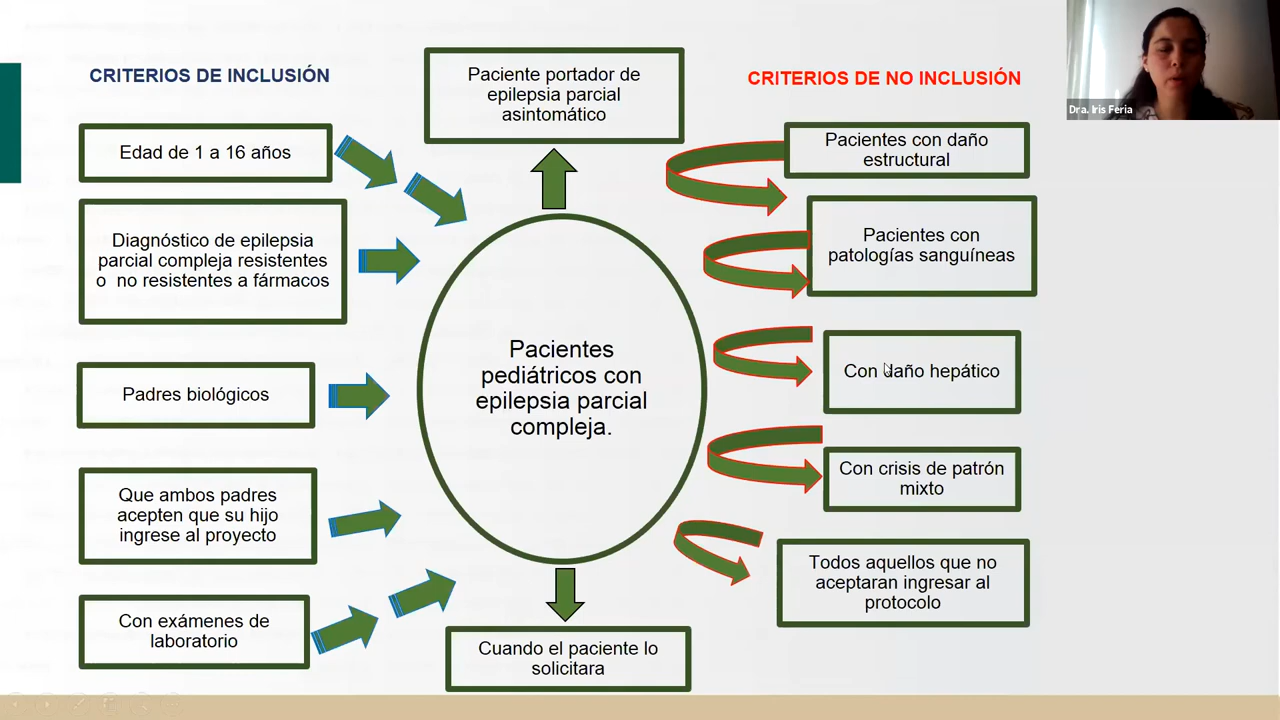 CRITERIOS DE INCLUSIÓN
Edad de 1 a 16 años
Diagnóstico de epilepsia
parcial compleja resistentes
o no resistentes a fármacos
Padres biológicos
Que ambos padres
acepten que su hijo
ingrese al proyecto
Con exámenes de
laboratorio
Paciente portador de
epilepsia parcial
asintomático
Pacientes
pediátricos con
epilepsia parcial
compleja.
Cuando el paciente lo
solicitara
CRITERIOS DE NO INCLUSIÓN
Pacientes con daño
estructural
Pacientes con
patologías sanguíneas
Con daño hepático
Con crisis de patrón
mixto
Todos aquellos que no
aceptaran ingresar al
protocolo
Dra. Iris Feria